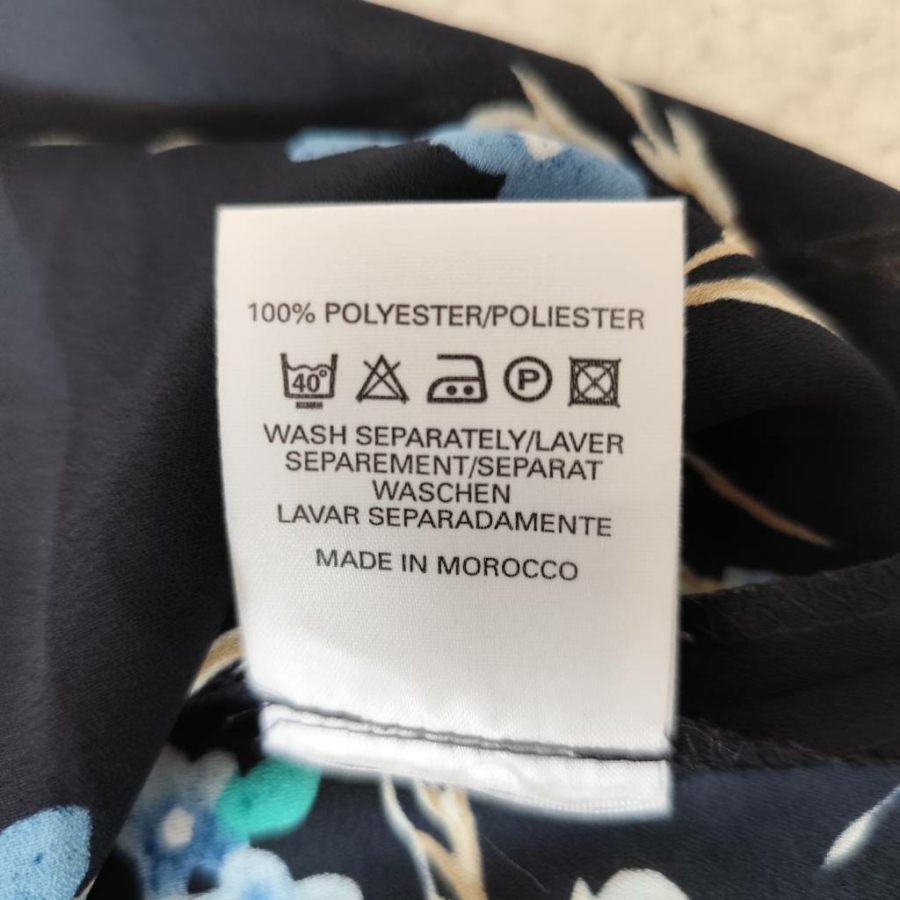 100% POLYESTER/POLIESTER
40° P
WASH SEPARATELY/LAVER
SEPAREMENT/SEPARAT
WASCHEN
LAVAR SEPARADAMENTE
MADE IN MOROCCO